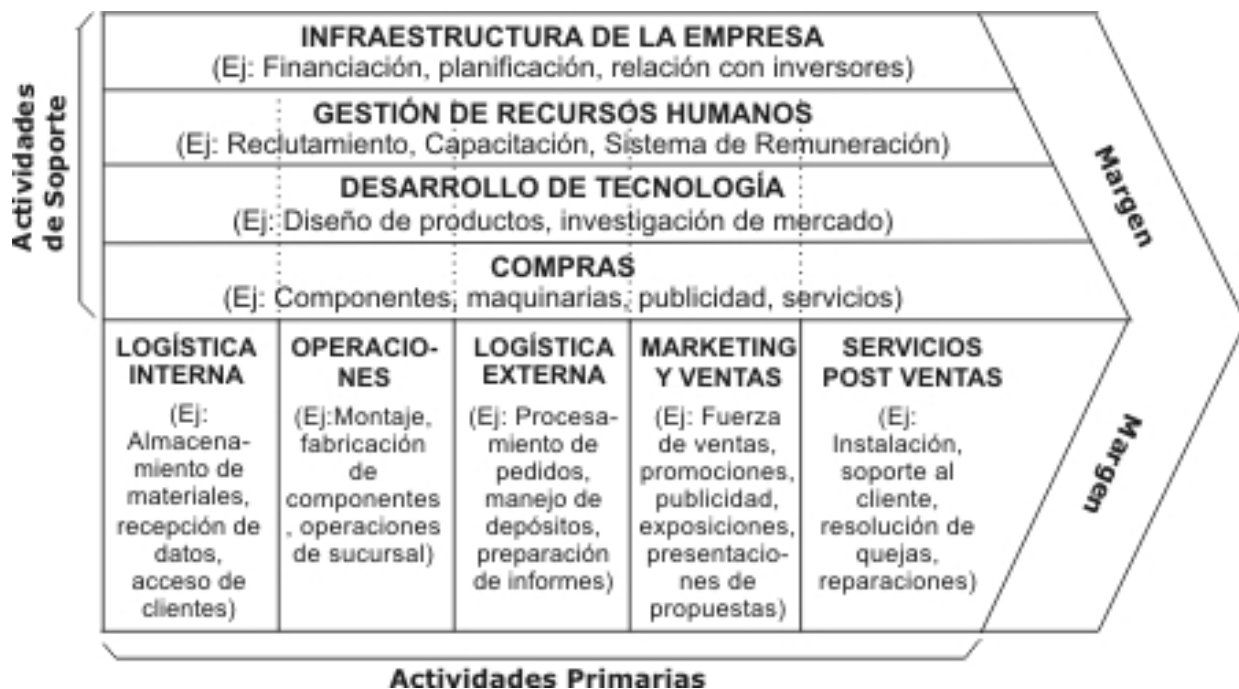 Actividades
de Soporte
INFRAESTRUCTURA DE LA EMPRESA
(Ej: Financiación, planificación, relación con inversores)
GESTIÓN DE RECURSOS HUMANOS
(Ej: Reclutamiento, Capacitación, Sistema de Remuneración)
DESARROLLO DE TECNOLOGÍA
(Ej: Diseño de productos, investigación de mercado)
COMPRAS
(Ej: Componentes, maquinarias, publicidad, servicios)
Margen
LOGÍSTICA
INTERNA
(Ej:
Almacena-
miento de
materiales,
recepción de
datos,
acceso de
clientes)
OPERACIO-
NES
(Ej:Montaje,
fabricación
de
componentes
, operaciones
de sucursal)
LOGÍSTICA
EXTERNA
(Ej: Procesa-
miento de
pedidos,
manejo de
depósitos,
preparación
de informes)
MARKETING
Y VENTAS
(Ej: Fuerza
de ventas,
promociones,
publicidad,
exposiciones,
presentacio-
nes de
propuestas)
SERVICIOS
POST VENTAS
(Ej:
Instalación,
soporte al
cliente,
resolución de
quejas,
reparaciones)
Margen
Actividades Primarias